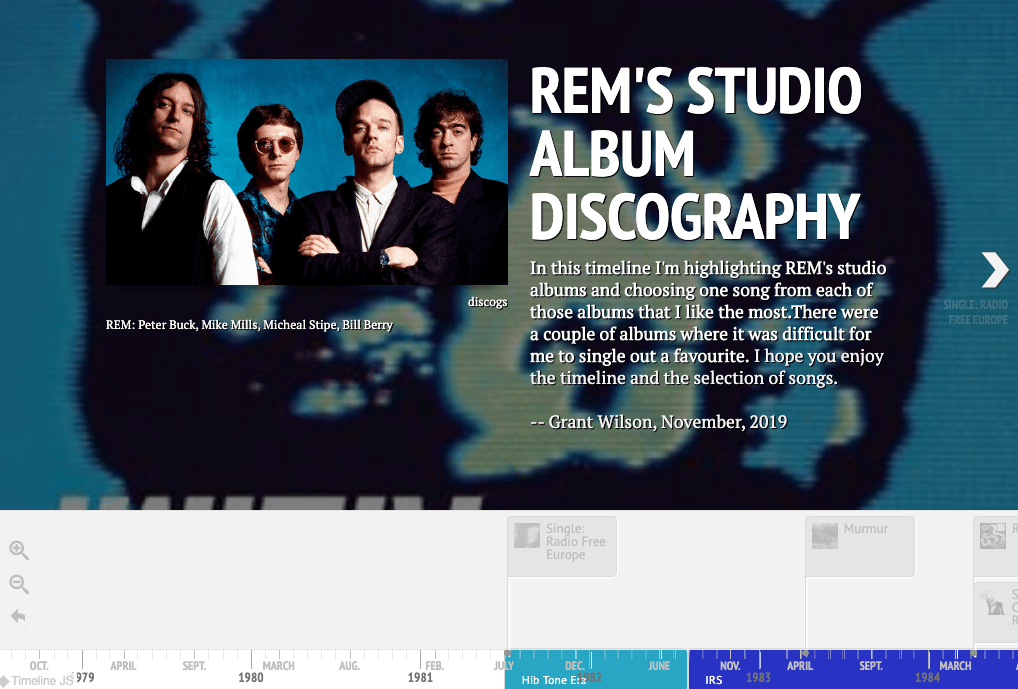 REM'S STUDIO
ALBUM
DISCOGRAPHY
In this timeline I'm highlighting REM's studio
albums and choosing one song from each of
those albums that I like the most.There were
a couple of albums where it was difficult for
me to single out a favourite. I hope you enjoy
the timeline and the selection of songs.
-- Grant Wilson, November, 2019
discogs
REM: Peter Buck, Mike Mills, Micheal Stipe, Bill Berry
SINGLE: RADIO
FREE EUROPE
Single:
Radio Free
Europe
Murmur
R
S
C
R
OCT. APRIL SEPT. MARCH AUG. FEB. JULY DEC. JUNE NOV. APRIL SEPT. MARCH
1979 1980 1981 1982 1983 1984
Timeline JS
Hib Tone Era
IRS